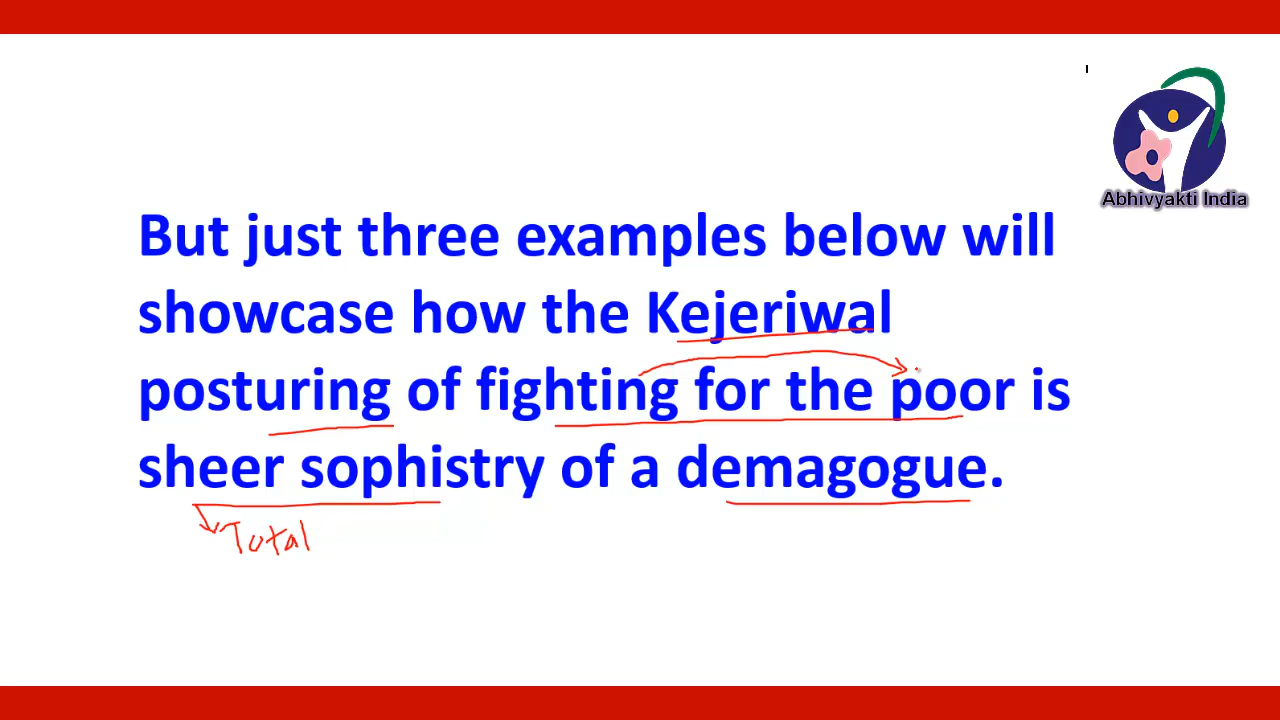 Abhivyakti India
But just three examples below will
showcase how the Kejeriwal
posturing of fighting for the poor is
sheer sophistry of a demagogue.
Total